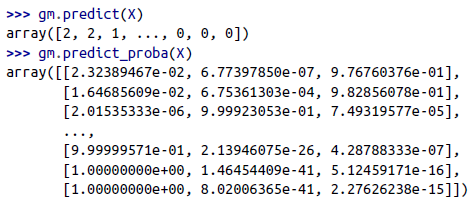 >>> gm.predict(X)
array([2, 2, 1, ..., 0, 0, 0])
>>> gm.predict_proba(X)
array([[2.32389467e-02, 6.77397850e-07, 9.76760376e-01],
       [1.64685609e-02, 6.75361303e-04, 9.82856078e-01],
       [2.01535333e-06, 9.99923053e-01, 7.49319577e-05],
       ...,
       [9.99999571e-01, 2.13946075e-26, 4.28788333e-07],
       [1.00000000e+00, 1.46454409e-41, 5.12459171e-16],
       [1.00000000e+00, 8.02006365e-41, 2.27626238e-15]])